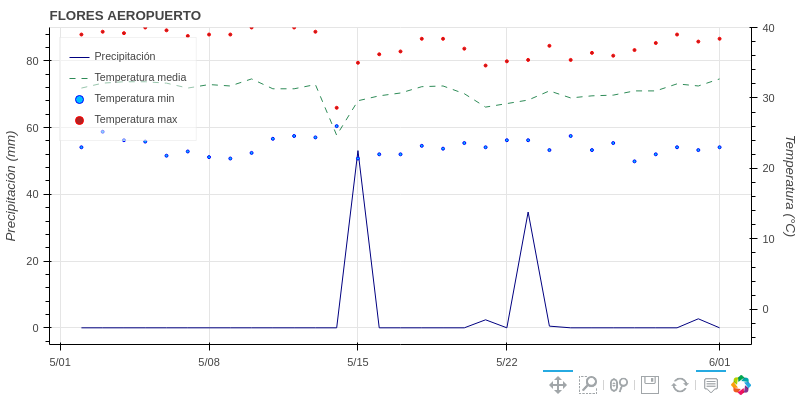 FLORES AEROPUERTO
Precipitación
Temperatura media
Temperatura min
Temperatura max
Precipitación (mm)
80
60
40
20
0
Temperatura (°C)
40
30
20
10
0
5/01 5/08 5/15 5/22 6/01